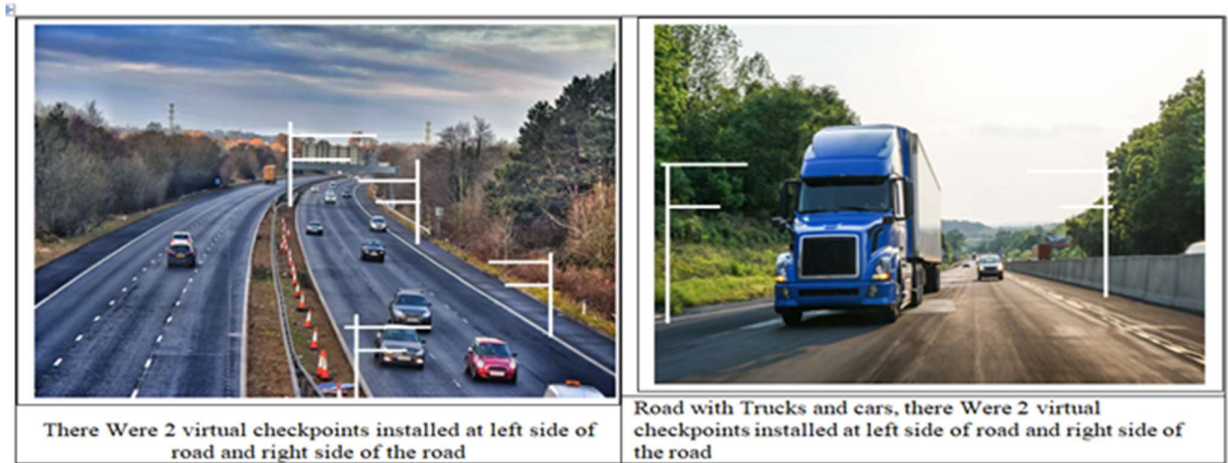 There Were 2 virtual checkpoints installed at left side of
road and right side of the road
Road with Trucks and cars, there Were 2 virtual
checkpoints installed at left side of road and right side of
the road